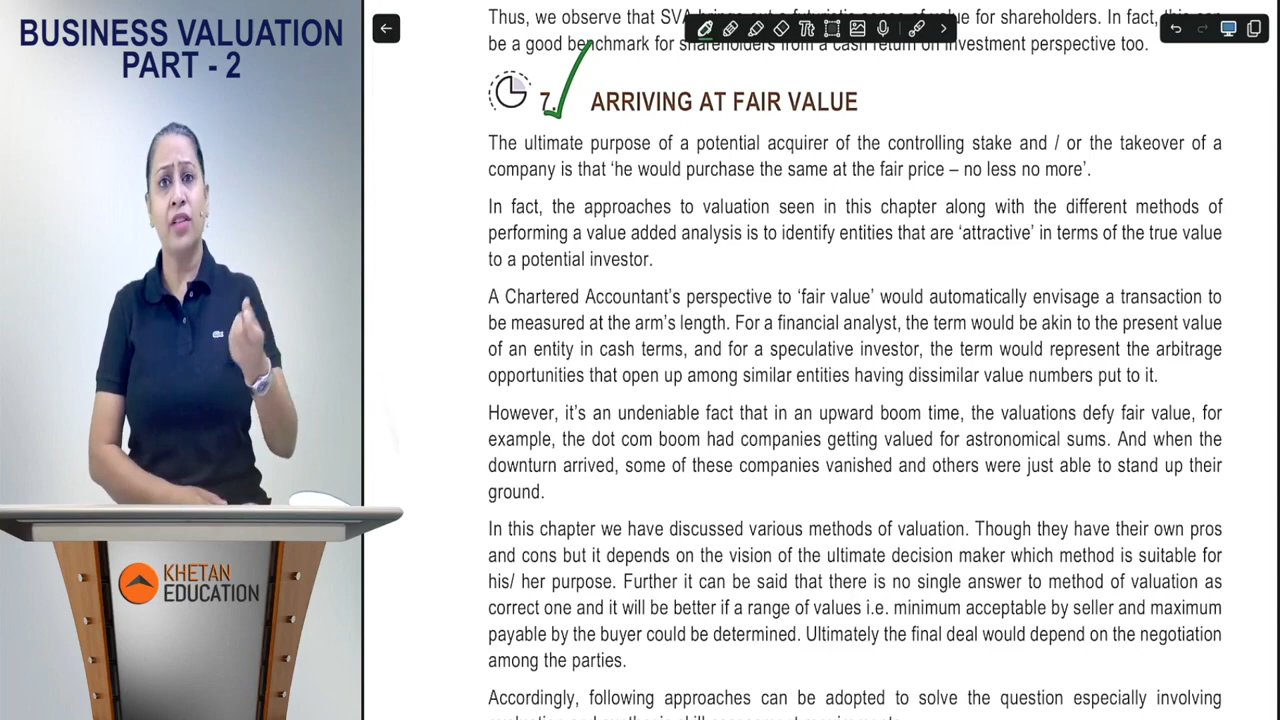 BUSINESS VALUATION
PART - 2
KHETAN
EDUCATION
Thus, we observe that SVA of value for shareholders. In fact,
be a good benchmark for shareholders from a cash return on investment perspective too.
7. ARRIVING AT FAIR VALUE
The ultimate purpose of a potential acquirer of the controlling stake and / or the takeover of a
company is that ‘he would purchase the same at the fair price – no less no more’.
In fact, the approaches to valuation seen in this chapter along with the different methods of
performing a value added analysis is to identify entities that are ‘attractive’ in terms of the true value
to a potential investor.
A Chartered Accountant’s perspective to ‘fair value’ would automatically envisage a transaction to
be measured at the arm’s length. For a financial analyst, the term would be akin to the present value
of an entity in cash terms, and for a speculative investor, the term would represent the arbitrage
opportunities that open up among similar entities having dissimilar value numbers put to it.
However, it’s an undeniable fact that in an upward boom time, the valuations defy fair value, for
example, the dot com boom had companies getting valued for astronomical sums. And when the
downturn arrived, some of these companies vanished and others were just able to stand up their
ground.
In this chapter we have discussed various methods of valuation. Though they have their own pros
and cons but it depends on the vision of the ultimate decision maker which method is suitable for
his/ her purpose. Further it can be said that there is no single answer to method of valuation as
correct one and it will be better if a range of values i.e. minimum acceptable by seller and maximum
payable by the buyer could be determined. Ultimately the final deal would depend on the negotiation
among the parties.
Accordingly, following approaches can be adopted to solve the question especially involving